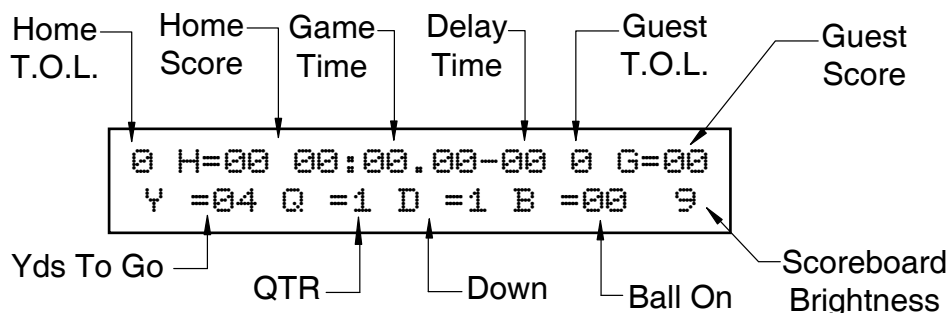 Home T.O.L.
Home Score
Game Time
Delay Time
Guest T.O.L.
Guest Score
0 H=00 00:00.00-00 0 G=00
Y =04 Q =1 D =1 B =00 9
Yds To Go
QTR
Down
Ball On
Scoreboard Brightness